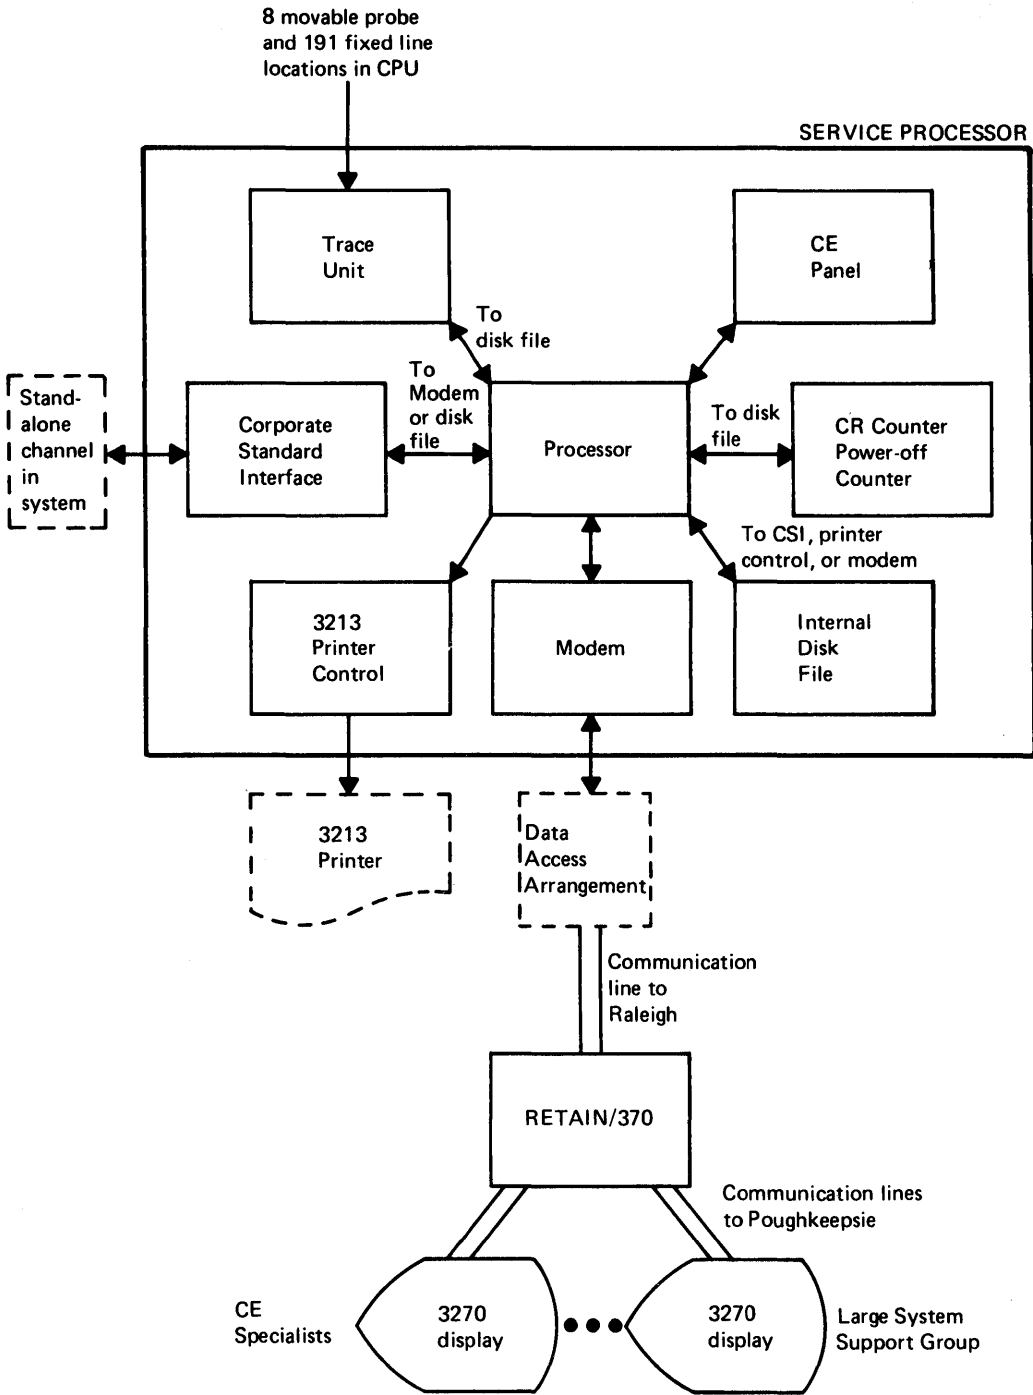 8 movable probe
and 191 fixed line
locations in CPU
SERVICE PROCESSOR
Trace
Unit
CE
Panel
To
disk file
To
Modem
or disk
file
Stand-
alone
channel
in
system
Corporate
Standard
Interface
Processor
To disk
file
CR Counter
Power-off
Counter
To CSI, printer
control, or modem
3213
Printer
Control
Modem
Internal
Disk
File
3213
Printer
Data
Access
Arrangement
Communication
line to
Raleigh
RETAIN/370
Communication lines
to Poughkeepsie
CE
Specialists
3270
display
3270
display
Large System
Support Group